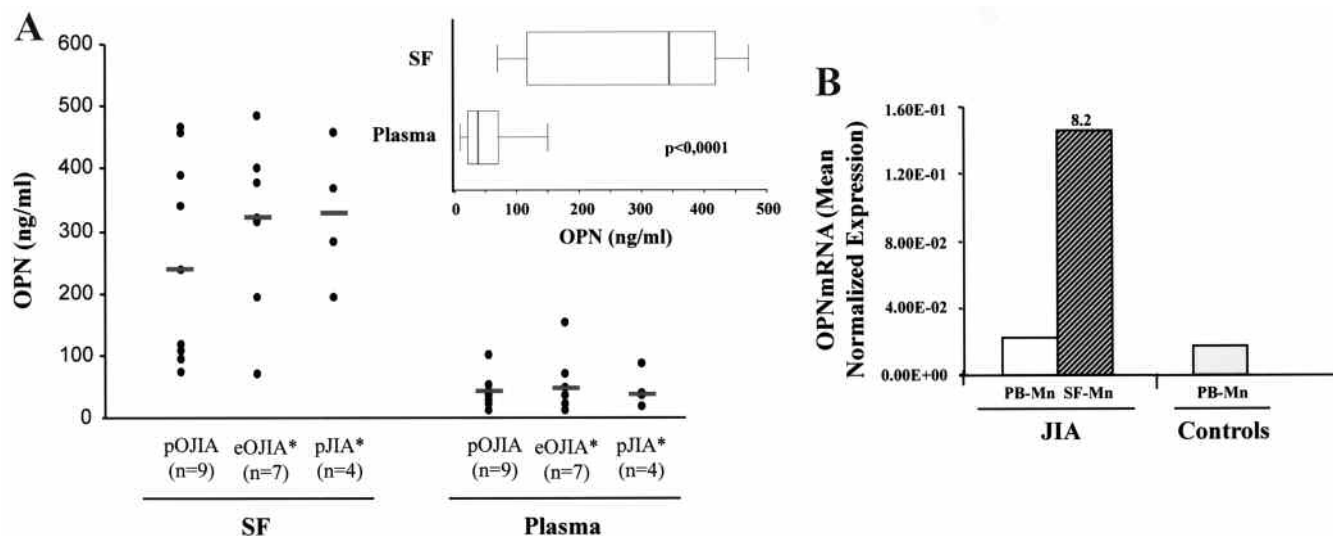 A
600
500
400
300
200
100
0
OPN (ng/ml)
pOJIA
(n=9)
eOJIA*
(n=7)
pJIA*
(n=4)
SF
pOJIA
(n=9)
eOJIA*
(n=7)
pJIA*
(n=4)
Plasma
SF
Plasma
p<0,0001
0 100 200 300 400 500
OPN (ng/ml)
B
OPNmRNA (Mean
Normalized Expression)
1.60E-01
1.20E-01
8.00E-02
4.00E-02
0.00E+00
8.2
PB-Mn SF-Mn
JIA
PB-Mn
Controls